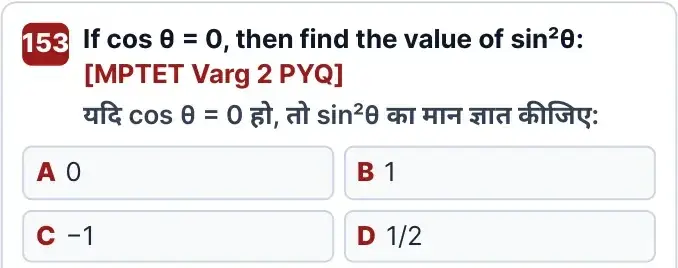 153 If cos θ = 0, then find the value of sin²θ:
[MPTET Varg 2 PYQ]
यदि cos θ = 0 हो, तो sin²θ का मान ज्ञात कीजिए:
A 0
B 1
C −1
D 1/2